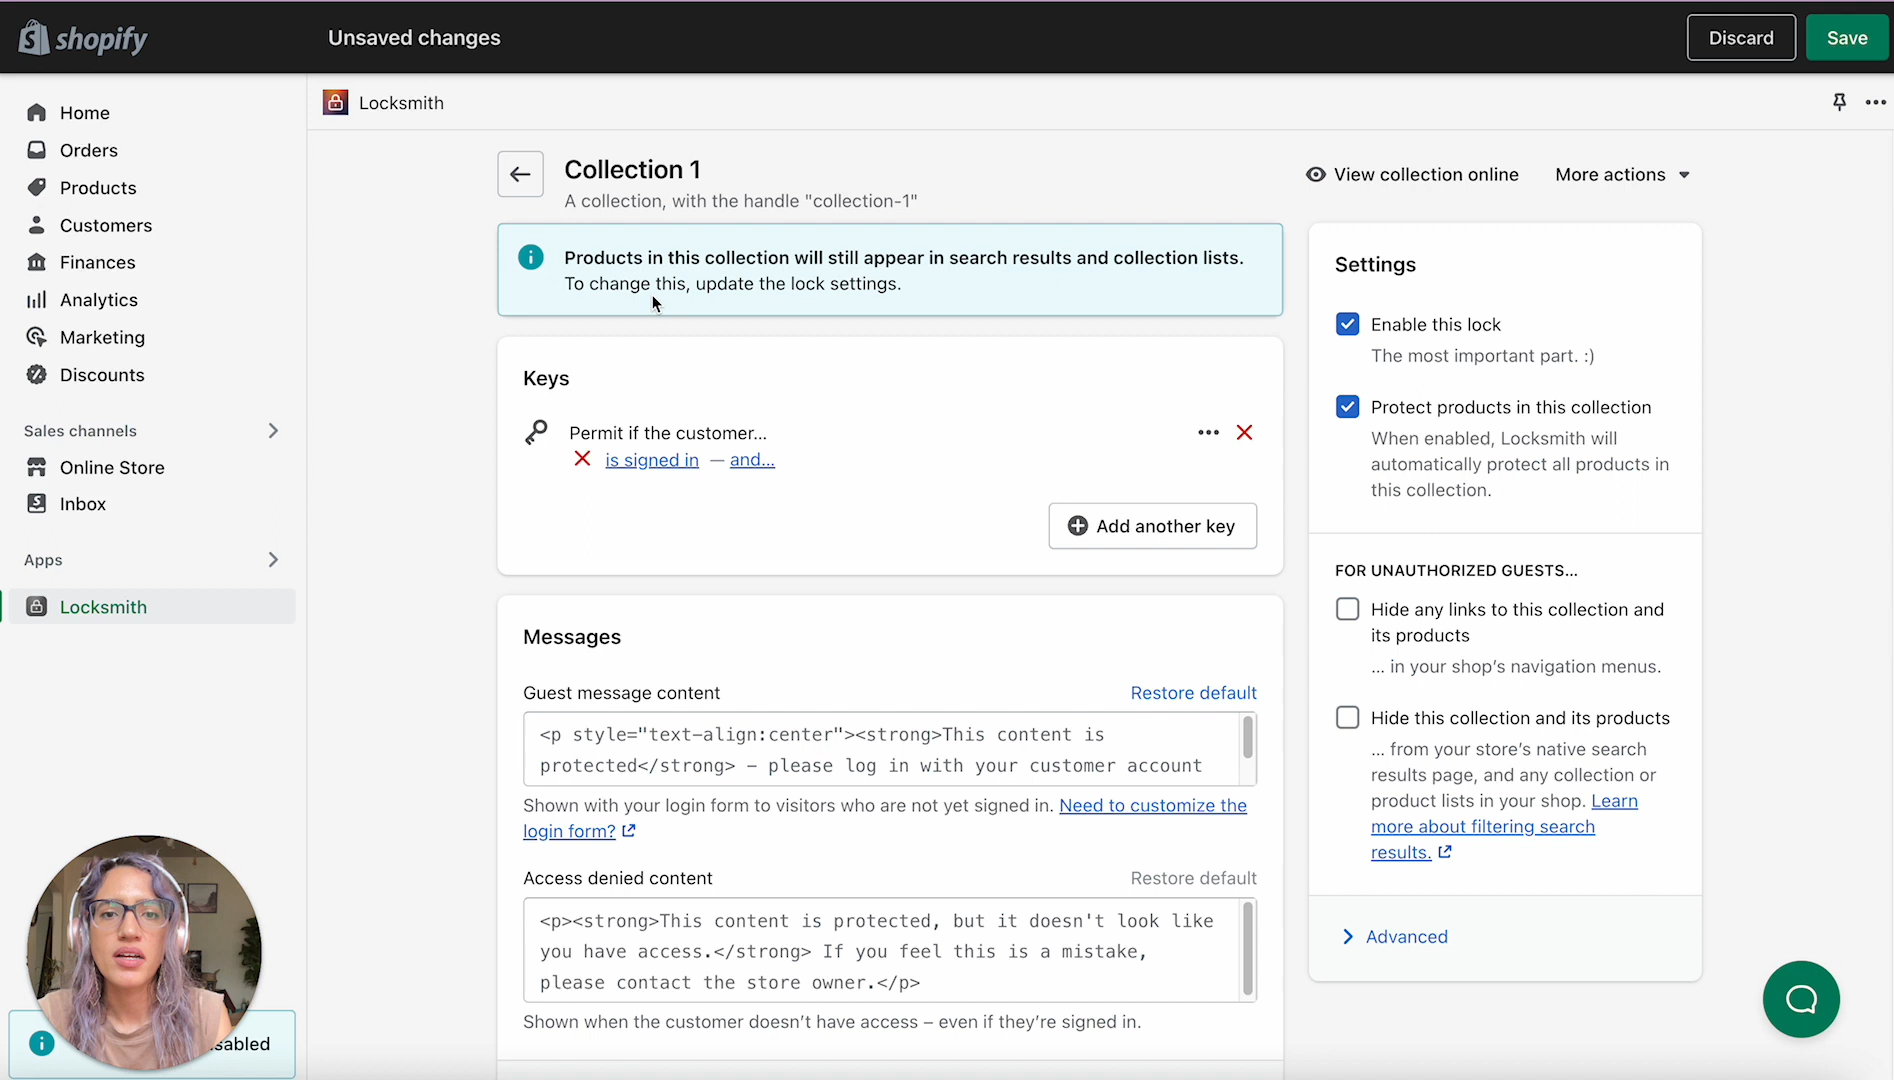 shopify
Unsaved changes
Discard
Save
Home
Orders
Products
Customers
Finances
Analytics
Marketing
Discounts
Sales channels
Online Store
Inbox
Apps
Locksmith
sabled
Locksmith
Collection 1
A collection, with the handle "collection-1"
View collection online
More actions
Products in this collection will still appear in search results and collection lists.
To change this, update the lock settings.
Keys
Permit if the customer...
is signed in — and...
Add another key
Messages
Guest message content
Restore default
<p style="text-align:center"><strong>This content is
protected</strong> – please log in with your customer account
Shown with your login form to visitors who are not yet signed in. Need to customize the
login form?
Access denied content
Restore default
<p><strong>This content is protected, but it doesn't look like
you have access.</strong> If you feel this is a mistake,
please contact the store owner.</p>
Shown when the customer doesn't have access – even if they're signed in.
Settings
Enable this lock
The most important part. :)
Protect products in this collection
When enabled, Locksmith will
automatically protect all products in
this collection.
FOR UNAUTHORIZED GUESTS...
Hide any links to this collection and
its products
... in your shop's navigation menus.
Hide this collection and its products
... from your store's native search
results page, and any collection or
product lists in your shop. Learn
more about filtering search
results.
Advanced